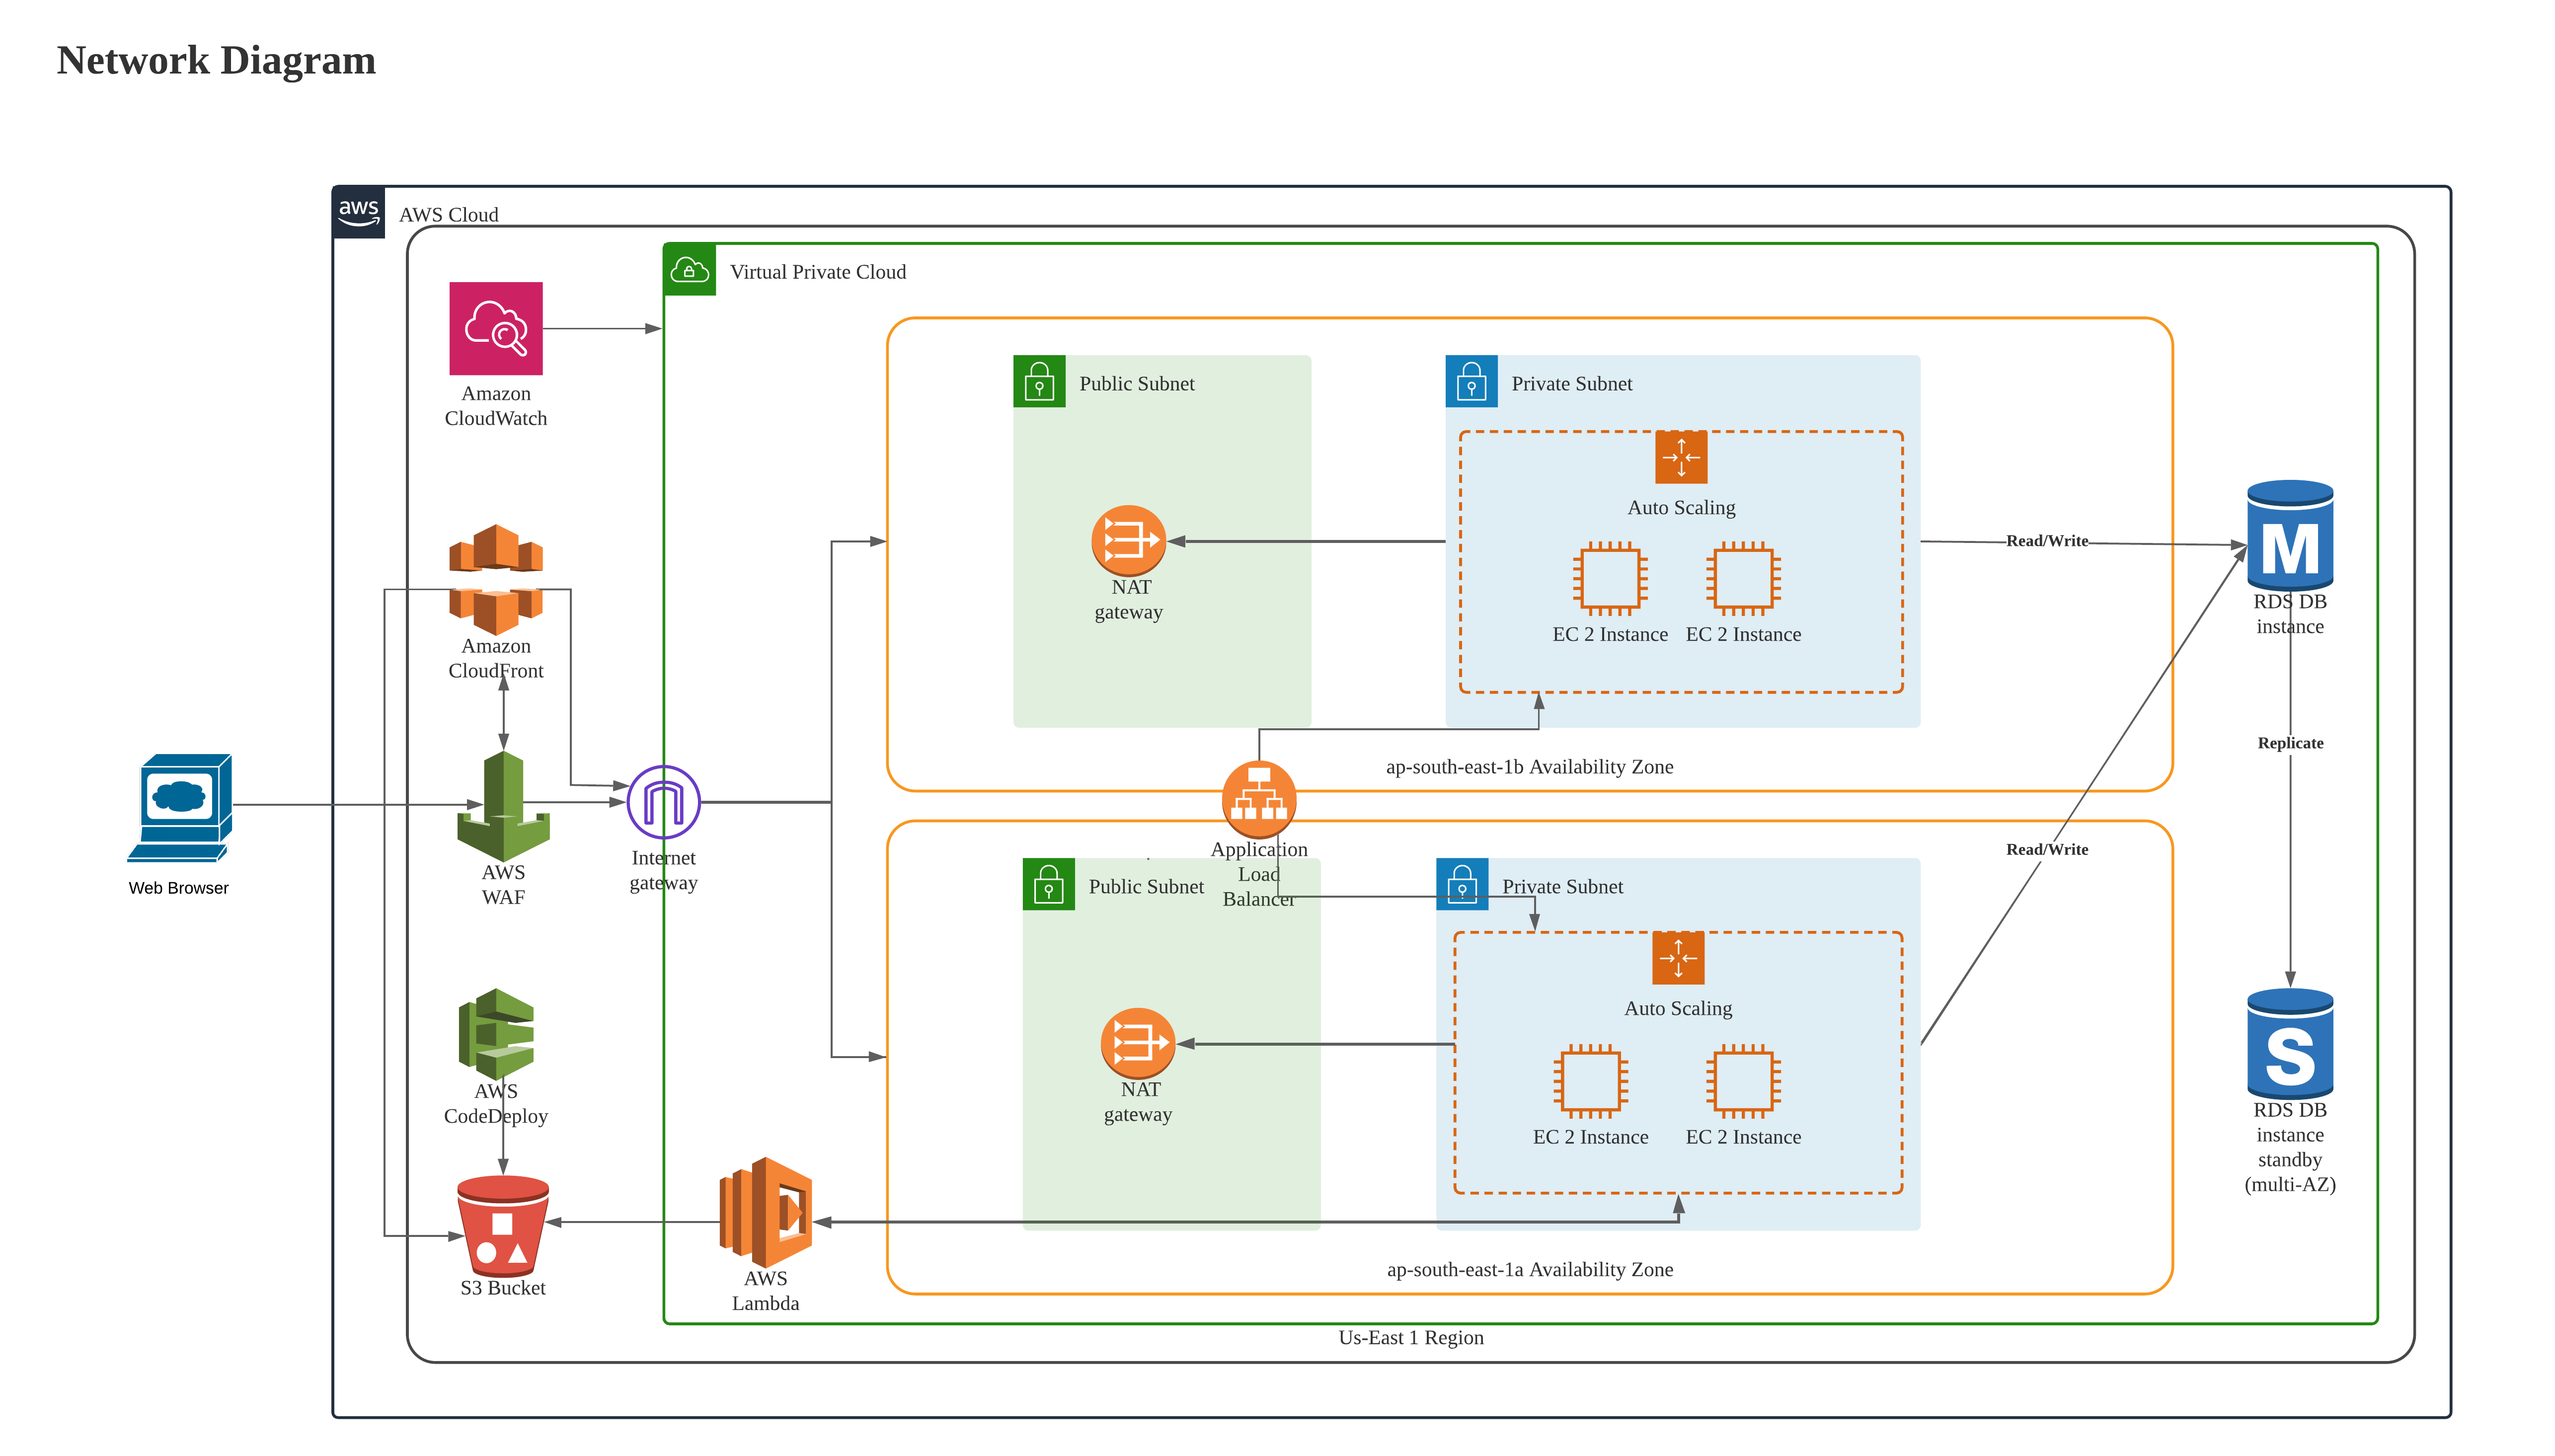 Network Diagram
aws
AWS Cloud
Virtual Private Cloud
Amazon
CloudWatch
Public Subnet
Private Subnet
Auto Scaling
EC 2 Instance
EC 2 Instance
NAT
gateway
Read/Write
M
RDS DB
instance
Amazon
CloudFront
ap-south-east-1b Availability Zone
Replicate
Web Browser
AWS
WAF
Internet
gateway
Application
Load
Balancer
Read/Write
Public Subnet
Private Subnet
Auto Scaling
EC 2 Instance
EC 2 Instance
NAT
gateway
AWS
CodeDeploy
S
RDS DB
instance
standby
(multi-AZ)
S3 Bucket
AWS
Lambda
ap-south-east-1a Availability Zone
Us-East 1 Region